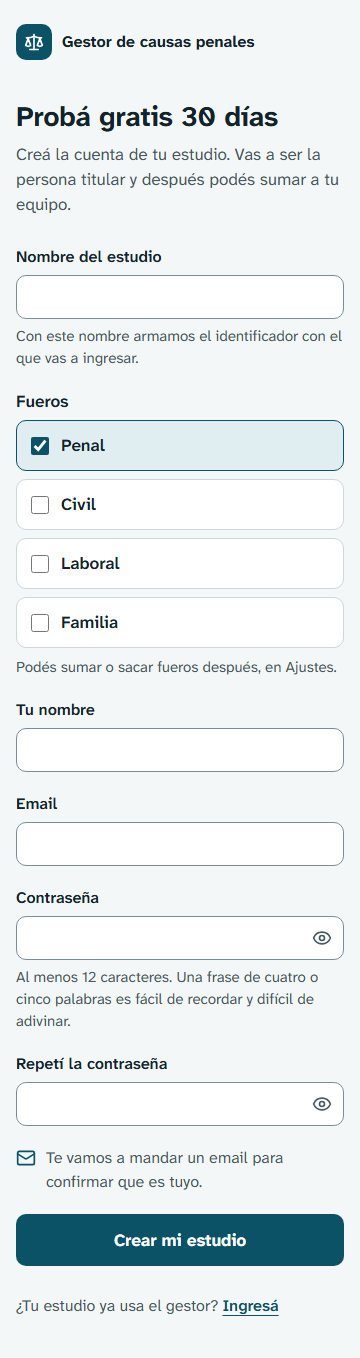 Gestor de causas penales
Probá gratis 30 días
Creá la cuenta de tu estudio. Vas a ser la
persona titular y después podés sumar a tu
equipo.
Nombre del estudio
Con este nombre armamos el identificador con el
que vas a ingresar.
Fueros
Penal
Civil
Laboral
Familia
Podés sumar o sacar fueros después, en Ajustes.
Tu nombre
Email
Contraseña
Al menos 12 caracteres. Una frase de cuatro o
cinco palabras es fácil de recordar y difícil de
adivinar.
Repetí la contraseña
Te vamos a mandar un email para
confirmar que es tuyo.
Crear mi estudio
¿Tu estudio ya usa el gestor? Ingresá